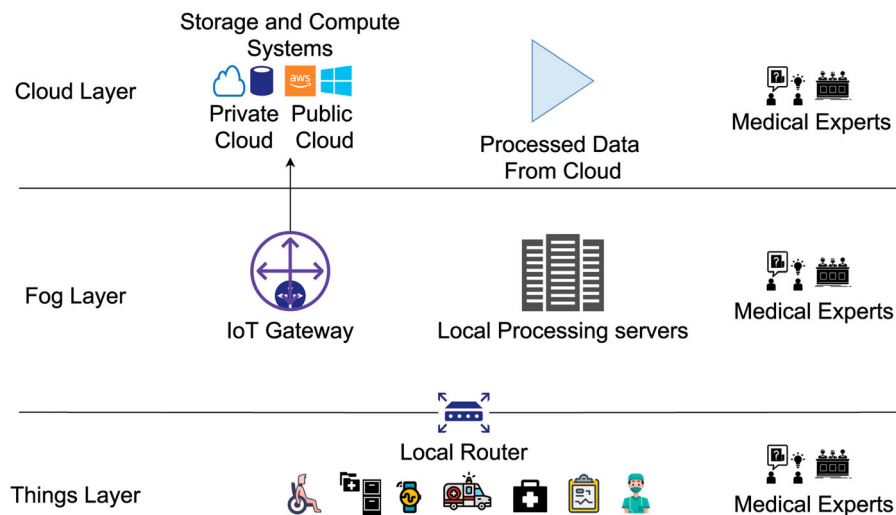 Storage and Compute
Systems
aws
Cloud Layer
Private
Cloud
Public
Cloud
Processed Data
From Cloud
Medical Experts
Fog Layer
IoT Gateway
Local Processing servers
Medical Experts
Local Router
Things Layer
Medical Experts